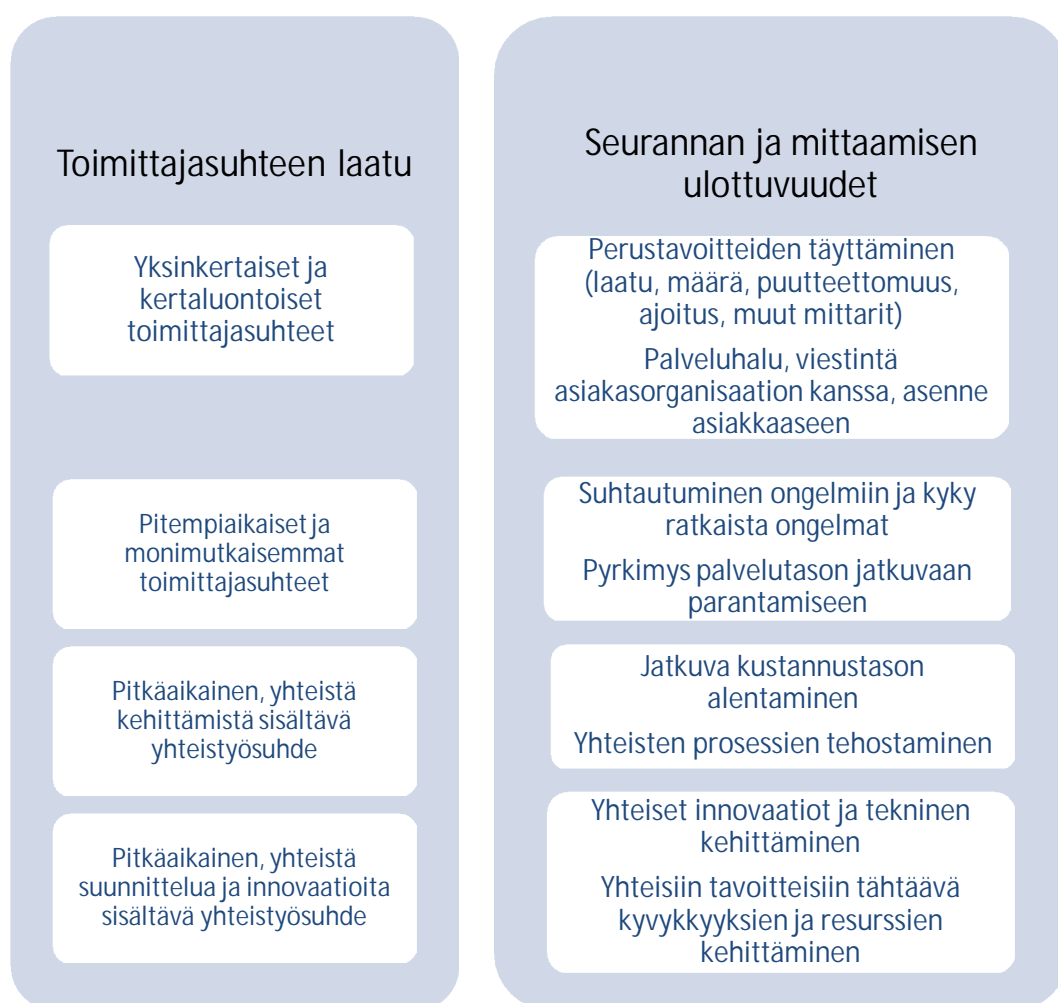 Toimittajasuhteen laatu
Yksinkertaiset ja
kertaluontoiset
toimittajasuhteet
Pitempiaikaiset ja
monimutkaisemmat
toimittajasuhteet
Pitkäaikainen, yhteistä
kehittämistä sisältävä
yhteistyösuhde
Pitkäaikainen, yhteistä
suunnittelua ja innovaatioita
sisältävä yhteistyösuhde
Seurannan ja mittaamisen
ulottuvuudet
Perustavoitteiden täyttäminen
(laatu, määrä, puutteettomuus,
ajoitus, muut mittarit)
Palveluhalu, viestintä
asiakasorganisaation kanssa, asenne
asiakkaaseen
Suhtautuminen ongelmiin ja kyky
ratkaista ongelmat
Pyrkimys palvelutason jatkuvaan
parantamiseen
Jatkuva kustannustason
alentaminen
Yhteisten prosessien tehostaminen
Yhteiset innovaatiot ja tekninen
kehittäminen
Yhteisiin tavoitteisiin tähtäävä
kyvykkyyksien ja resurssien
kehittäminen